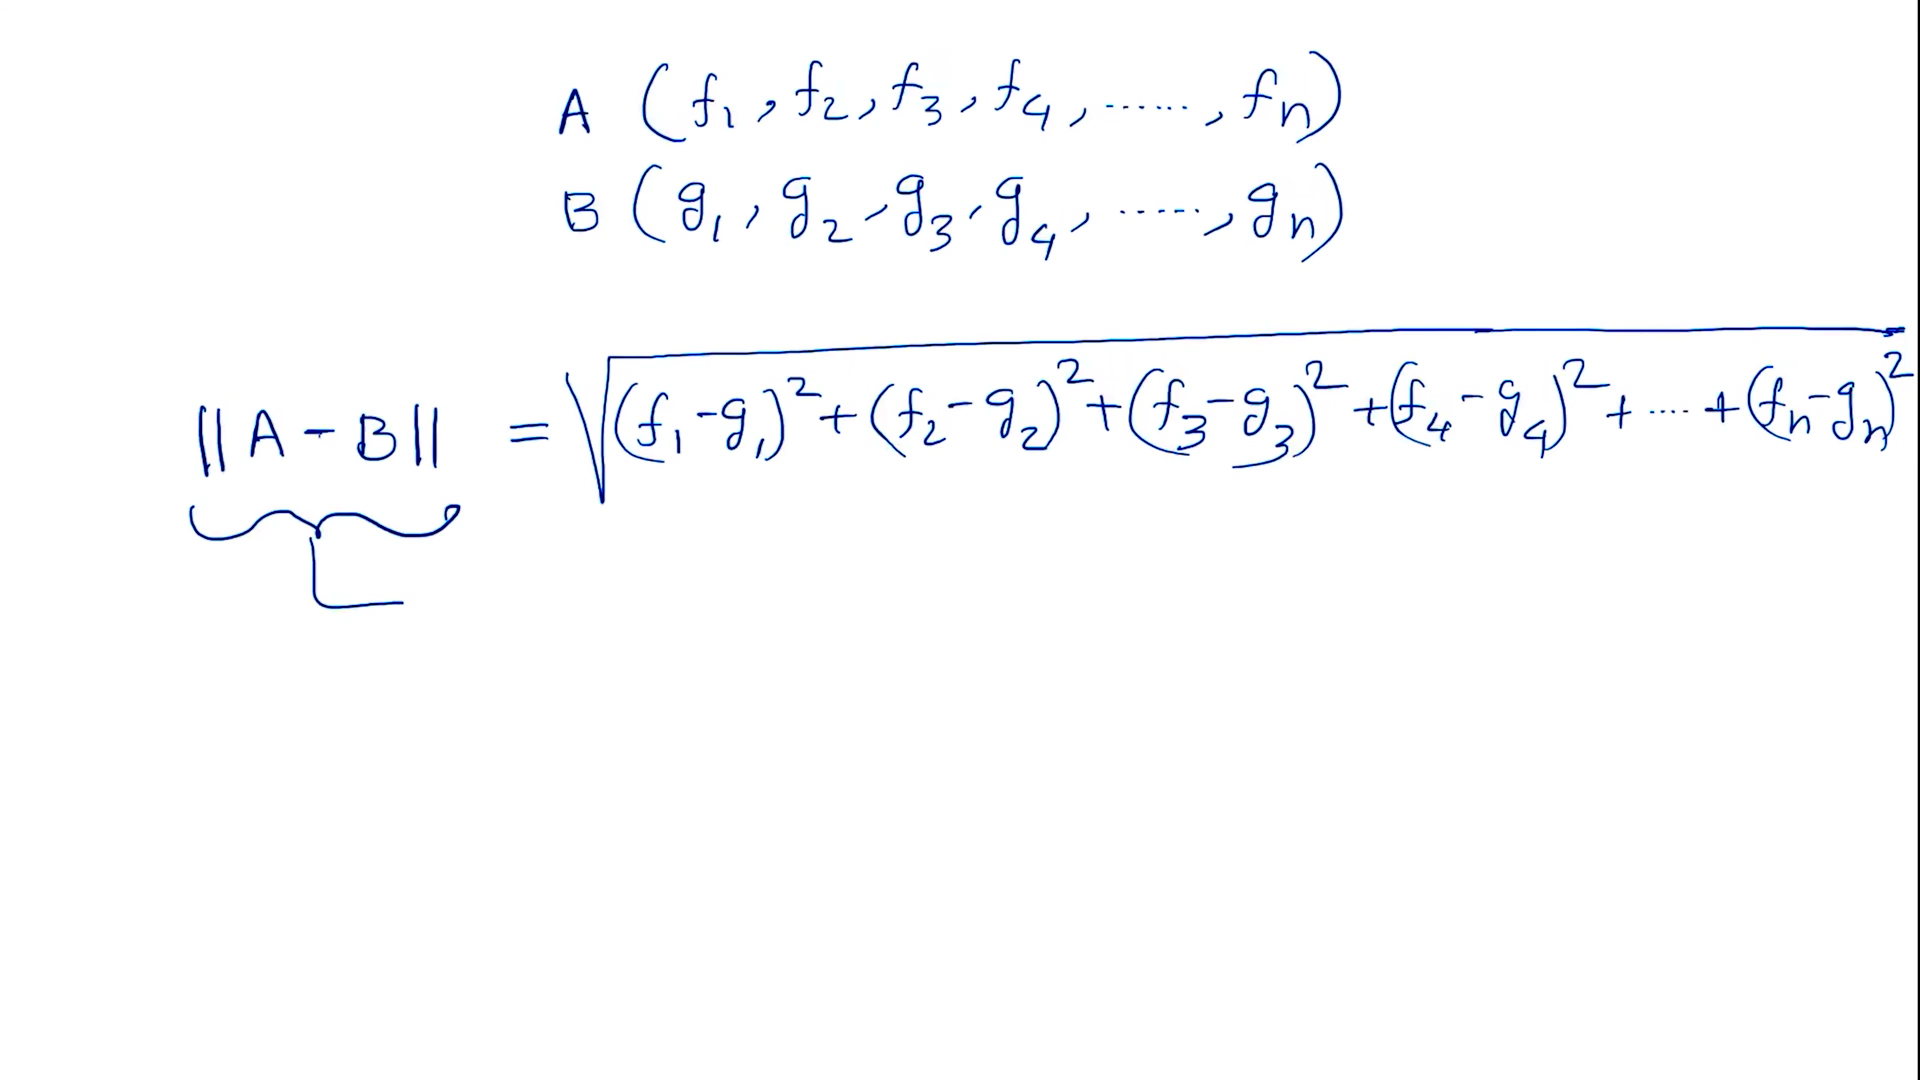 A (f₁, f₂, f₃, f₄, ......, fₙ)
B (g₁, g₂, g₃, g₄, ......, gₙ)
||A - B|| = √((f₁-g₁)² + (f₂-g₂)² + (f₃-g₃)² + (f₄-g₄)² + .... + (fₙ-gₙ)²)